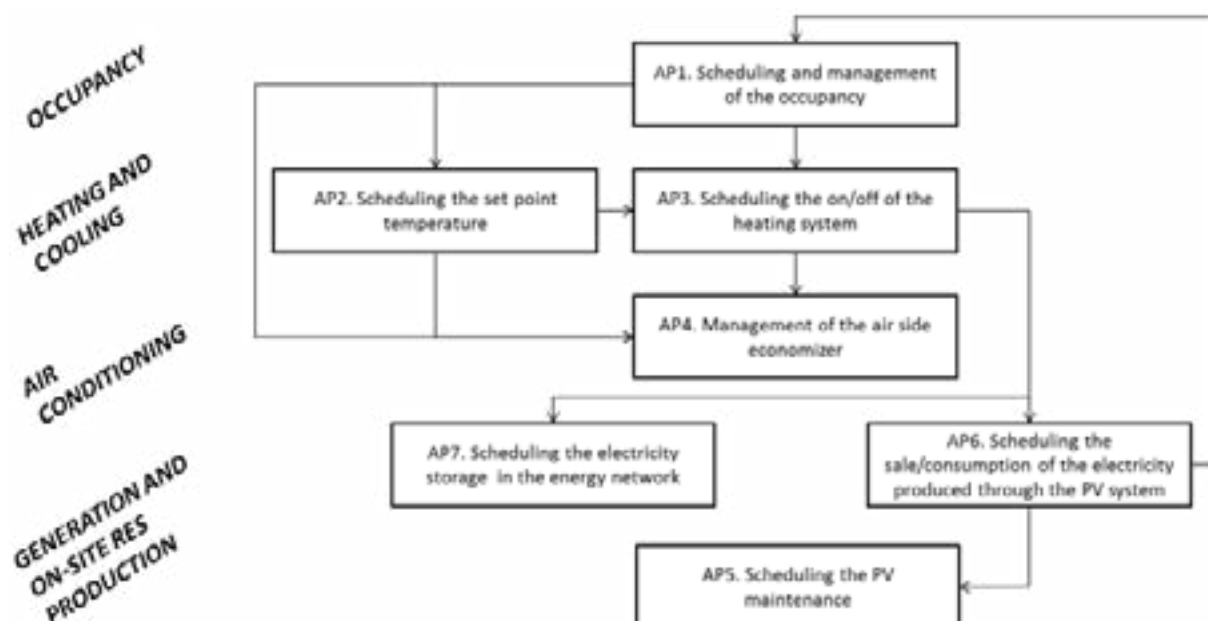 OCCUPANCY
AP1. Scheduling and management
of the occupancy
HEATING AND
COOLING
AP2. Scheduling the set point
temperature
AP3. Scheduling the on/off of the
heating system
AIR
CONDITIONING
AP4. Management of the air side
economizer
GENERATION AND
ON-SITE RES
PRODUCTION
AP7. Scheduling the electricity
storage in the energy network
AP6. Scheduling the
sale/consumption of the electricity
produced through the PV system
AP5. Scheduling the PV
maintenance